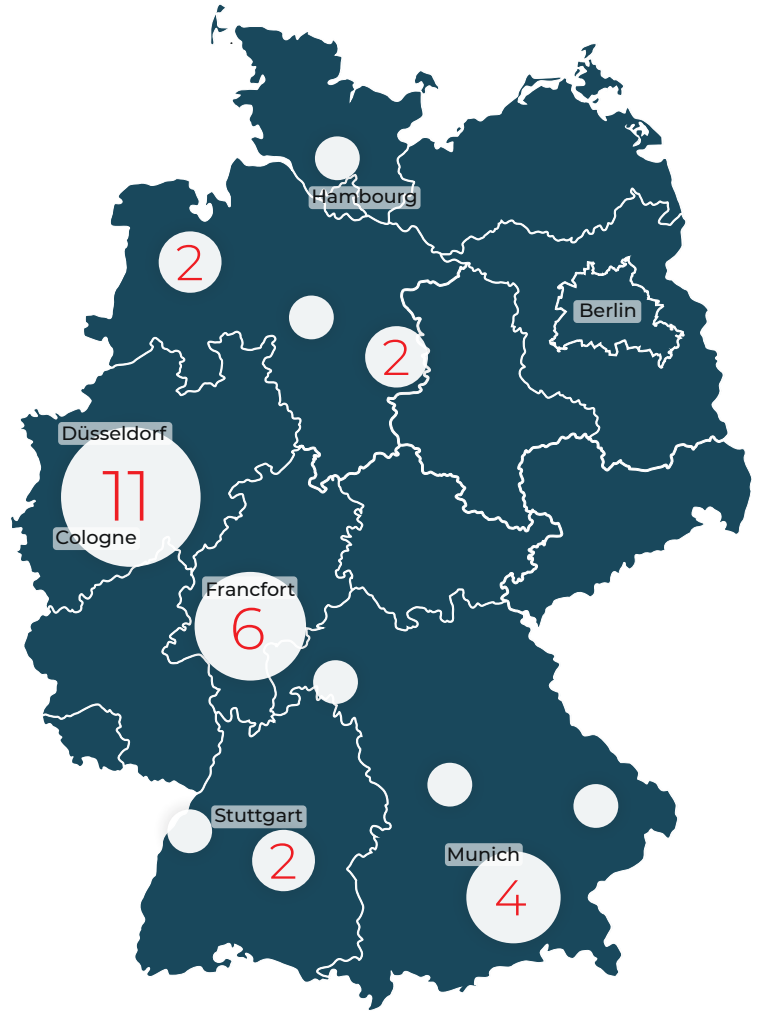 Hambourg
2
Berlin
2
Düsseldorf
11
Cologne
Francfort
6
Stuttgart
2
Munich
4